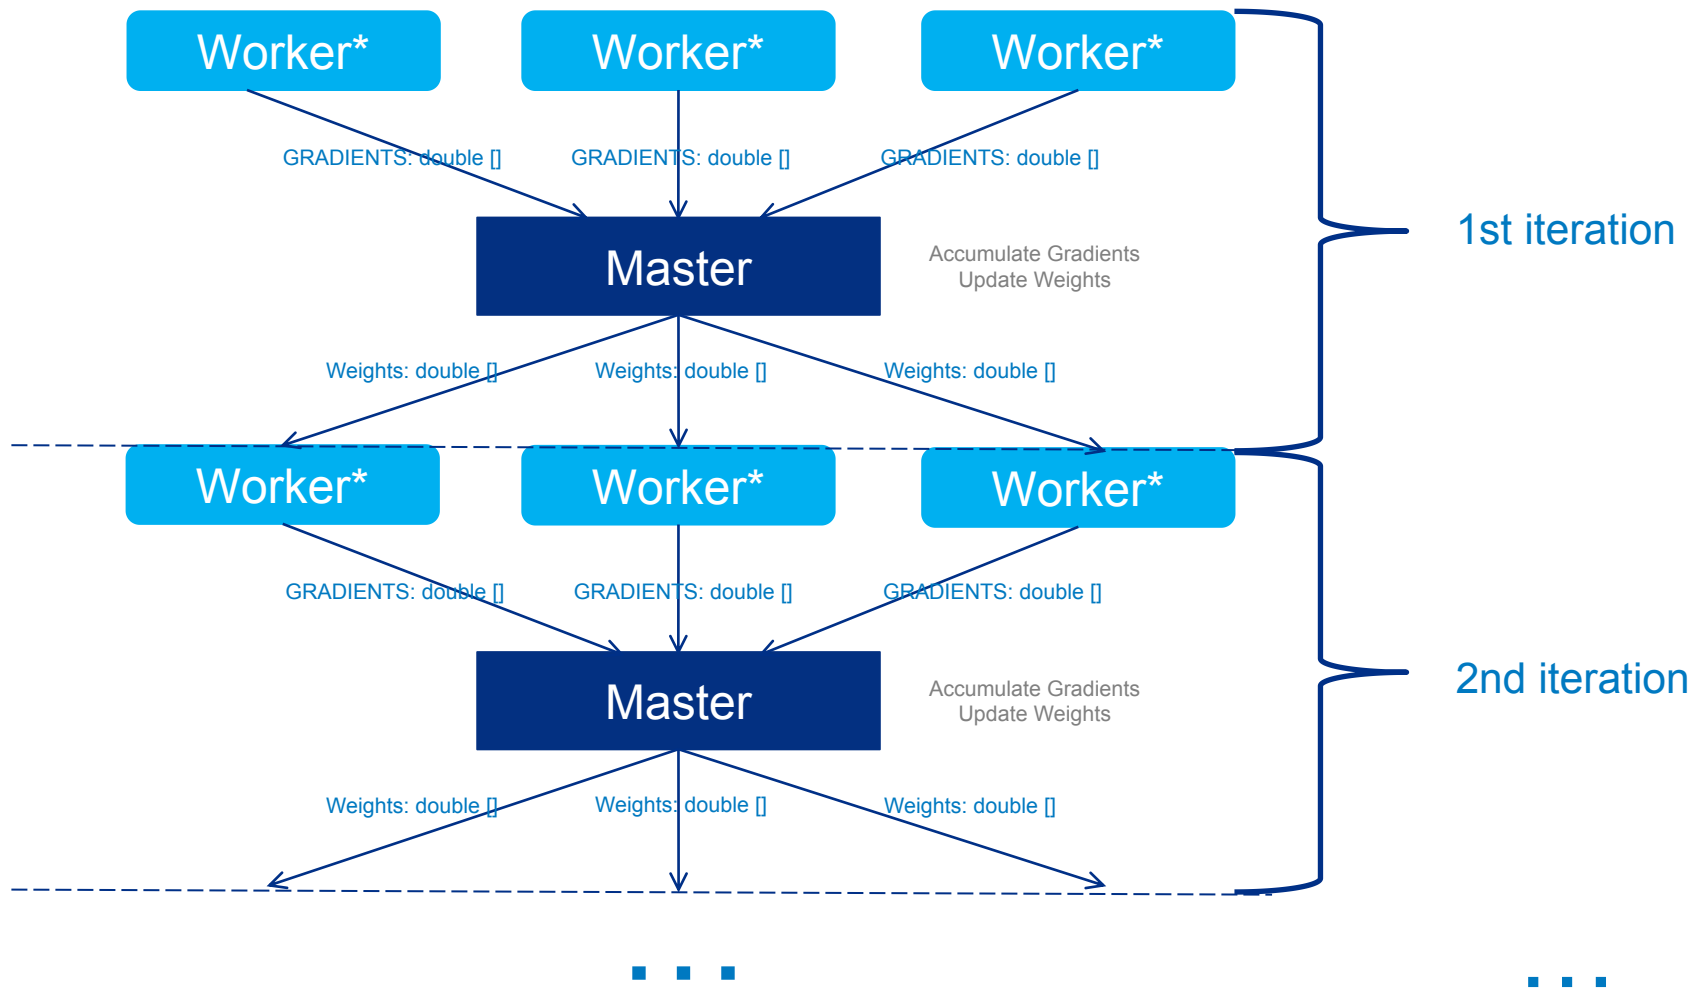 Worker*
Worker*
Worker*
GRADIENTS: double []
GRADIENTS: double []
GRADIENTS: double []
1st iteration
Master
Accumulate Gradients
Update Weights
Weights: double []
Weights: double []
Weights: double []
Worker*
Worker*
Worker*
GRADIENTS: double []
GRADIENTS: double []
GRADIENTS: double []
2nd iteration
Master
Accumulate Gradients
Update Weights
Weights: double []
Weights: double []
Weights: double []
...
...